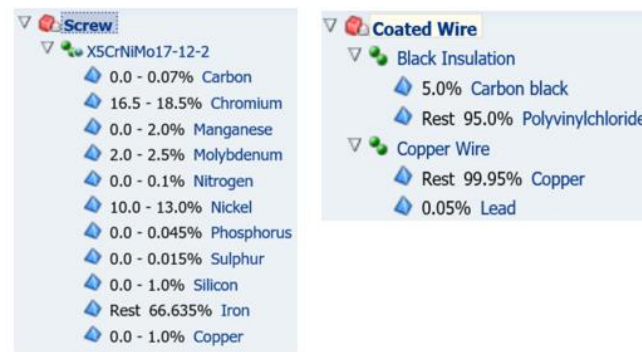 Screw
X5CrNiMo17-12-2
0.0 - 0.07% Carbon
16.5 - 18.5% Chromium
0.0 - 2.0% Manganese
2.0 - 2.5% Molybdenum
0.0 - 0.1% Nitrogen
10.0 - 13.0% Nickel
0.0 - 0.045% Phosphorus
0.0 - 0.015% Sulphur
0.0 - 1.0% Silicon
Rest 66.635% Iron
0.0 - 1.0% Copper
Coated Wire
Black Insulation
5.0% Carbon black
Rest 95.0% Polyvinylchloride
Copper Wire
Rest 99.95% Copper
0.05% Lead